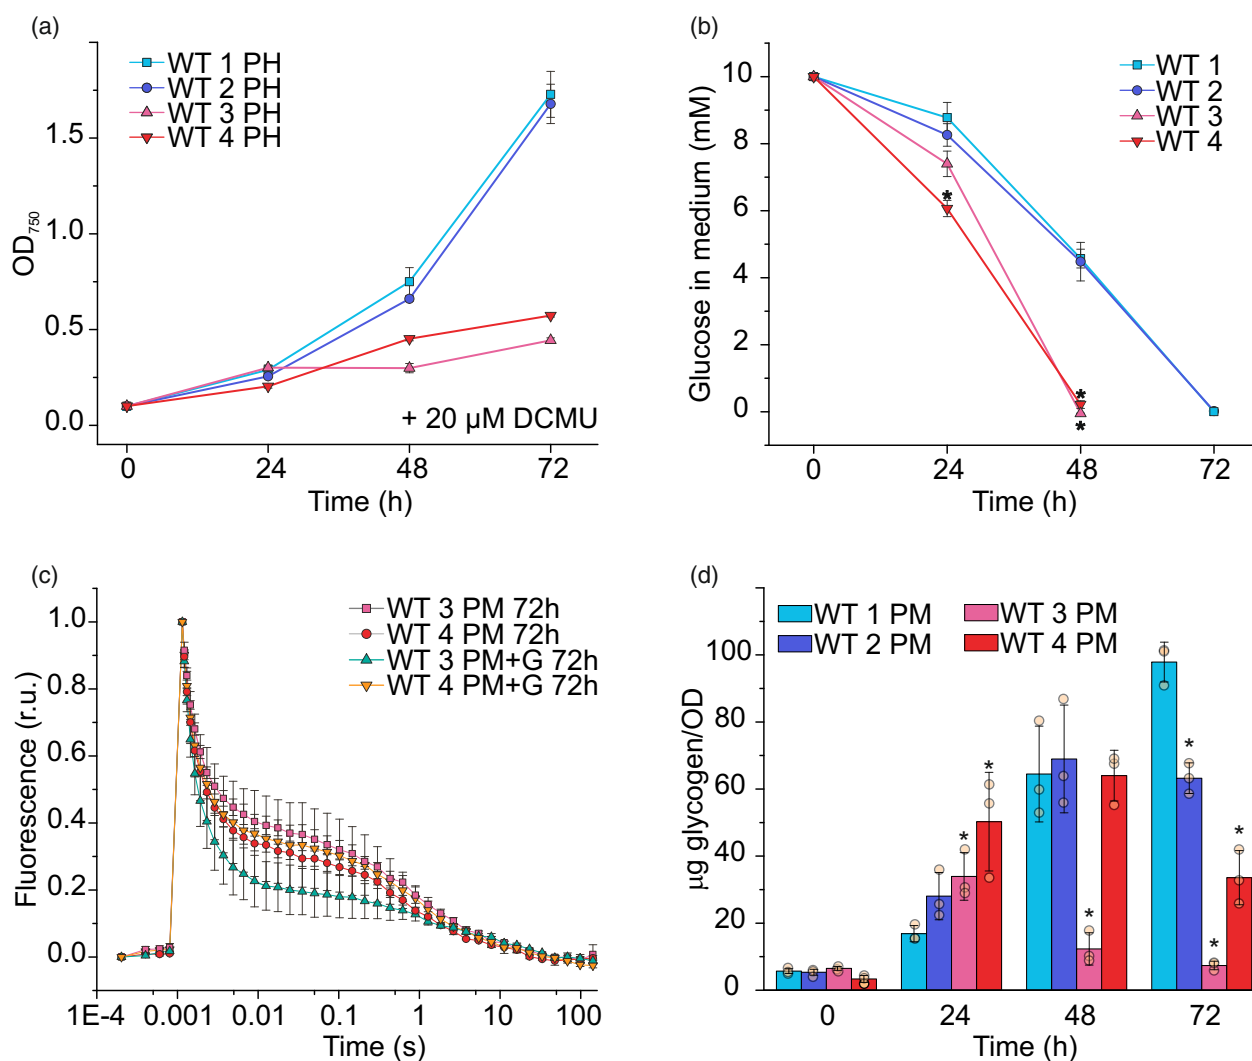 (a)
WT 1 PH
WT 2 PH
WT 3 PH
WT 4 PH
1.5
1.0
0.5
0.0
OD750
+ 20 µM DCMU
0 24 48 72
Time (h)
(b)
WT 1
WT 2
WT 3
WT 4
10
8
6
4
2
0
Glucose in medium (mM)
*
*
*
0 24 48 72
Time (h)
(c)
WT 3 PM 72h
WT 4 PM 72h
WT 3 PM+G 72h
WT 4 PM+G 72h
1.0
0.8
0.6
0.4
0.2
0.0
Fluorescence (r.u.)
1E-4 0.001 0.01 0.1 1 10 100
Time (s)
(d)
WT 1 PM WT 3 PM
WT 2 PM WT 4 PM
100
80
60
40
20
0
µg glycogen/OD
* * * * * *
0 24 48 72
Time (h)